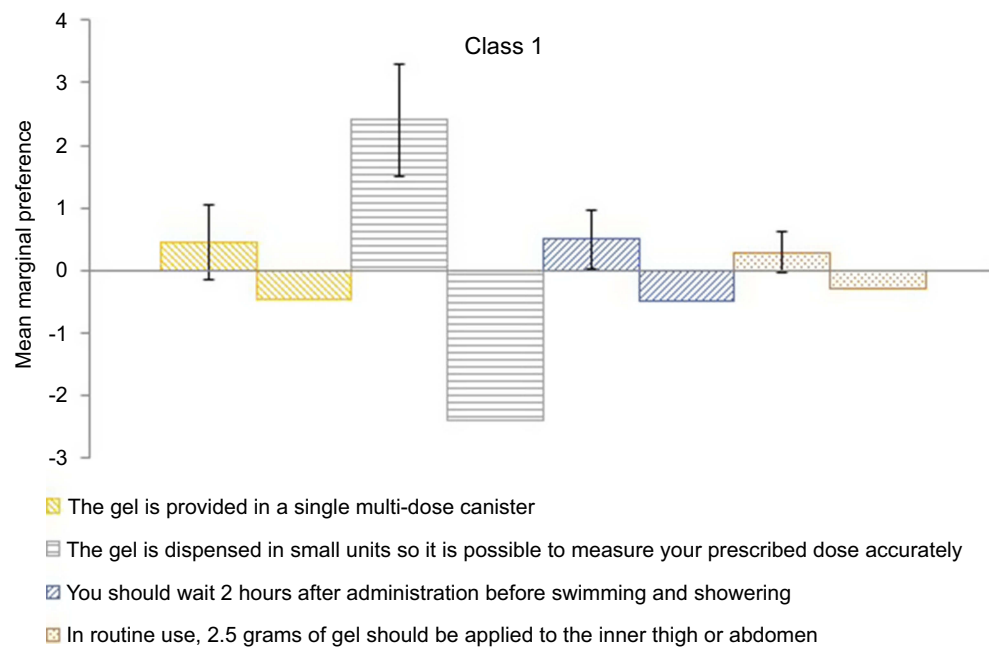 Class 1
Mean marginal preference
4
3
2
1
0
-1
-2
-3
The gel is provided in a single multi-dose canister
The gel is dispensed in small units so it is possible to measure your prescribed dose accurately
You should wait 2 hours after administration before swimming and showering
In routine use, 2.5 grams of gel should be applied to the inner thigh or abdomen